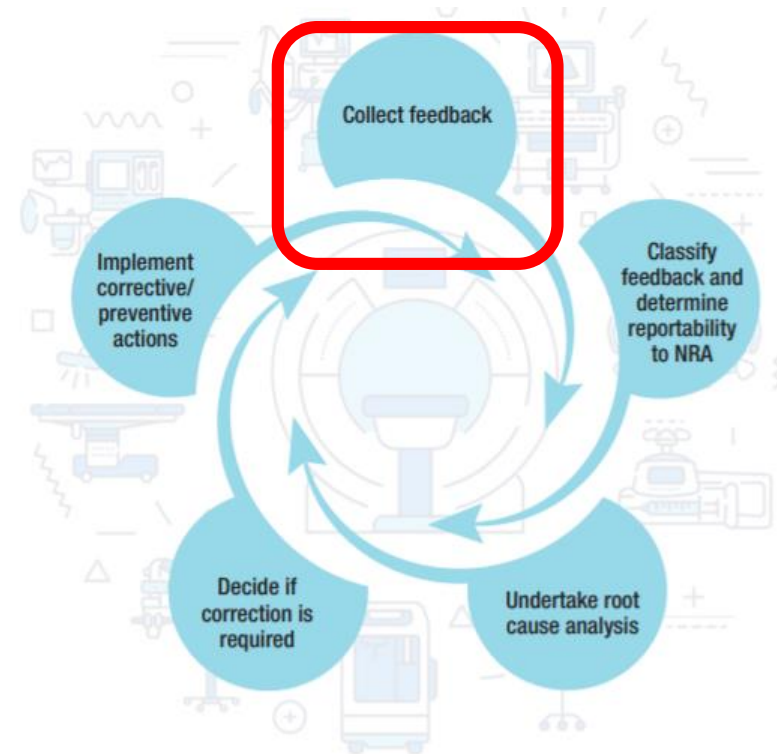 Collect feedback
Classify
feedback and
determine
reportability
to NRA
Undertake root
cause analysis
Decide if
correction is
required
Implement
corrective/
preventive
actions